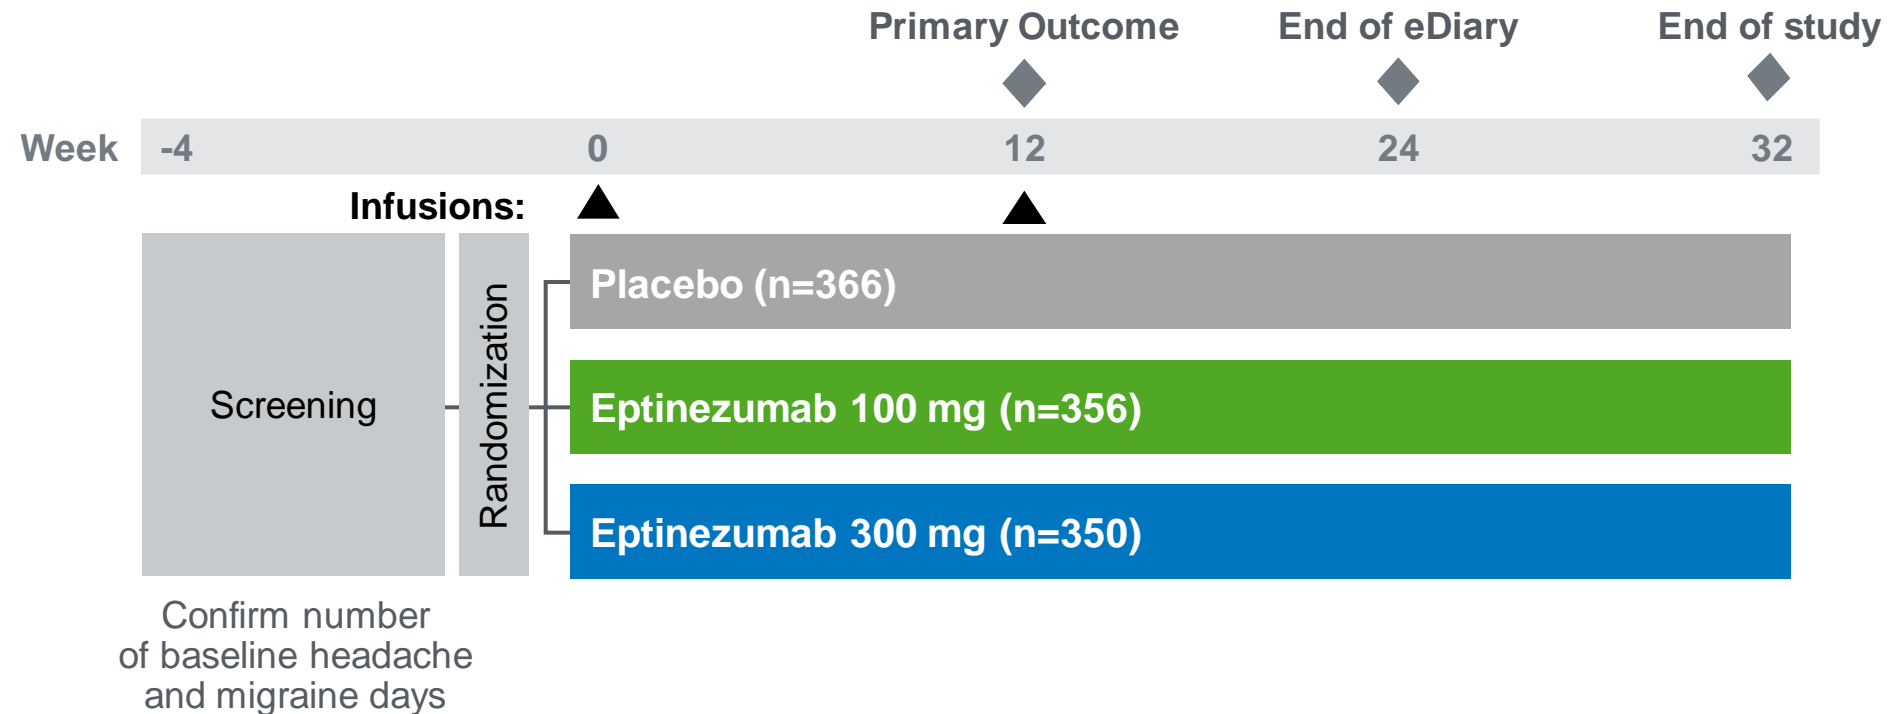 Primary Outcome End of eDiary End of study
Week -4 0 12 24 32
Infusions:
Placebo (n=366)
Screening
Randomization
Eptinezumab 100 mg (n=356)
Eptinezumab 300 mg (n=350)
Confirm number
of baseline headache
and migraine days